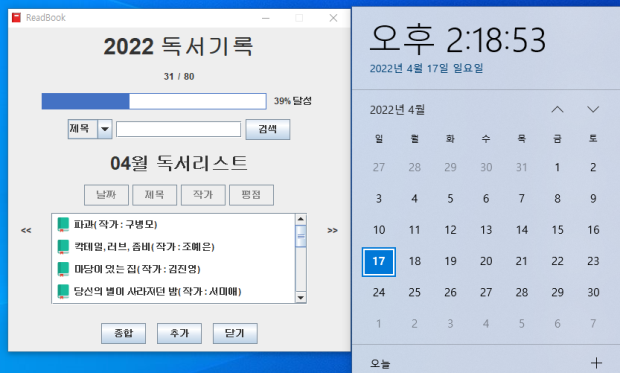 ReadBook
2022 독서기록
31 / 80
39% 달성
제목 검색
04월 독서리스트
날짜 제목 작가 평점
파과( 작가 : 구병모)
칵테일, 러브, 좀비( 작가 : 조예은)
마당이 있는 집( 작가 : 김진영)
당신의 별이 사라지던 밤( 작가 : 서미애)
<< >>
종합 추가 닫기
오후 2:18:53
2022년 4월 17일 일요일
2022년 4월
일 월 화 수 목 금 토
27 28 29 30 31 1 2
3 4 5 6 7 8 9
10 11 12 13 14 15 16
17 18 19 20 21 22 23
24 25 26 27 28 29 30
1 2 3 4 5 6 7
오늘